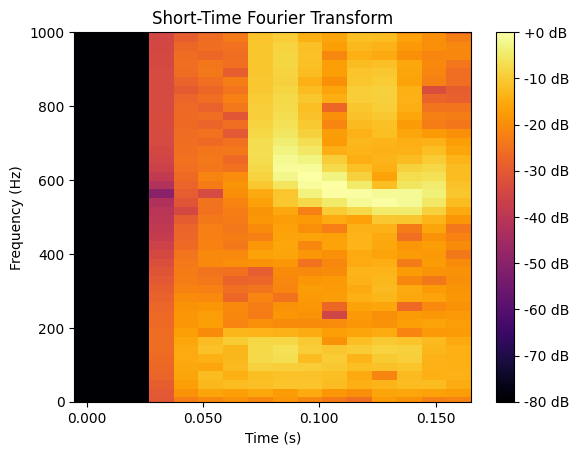 Short-Time Fourier Transform
1000
800
600
400
200
0
Frequency (Hz)
0.000
0.050
0.100
0.150
Time (s)
+0 dB
-10 dB
-20 dB
-30 dB
-40 dB
-50 dB
-60 dB
-70 dB
-80 dB